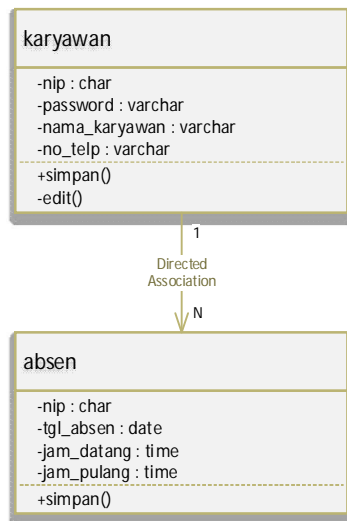 karyawan
-nip : char
-password : varchar
-nama_karyawan : varchar
-no_telp : varchar
+simpan()
-edit()
1
Directed
Association
N
absen
-nip : char
-tgl_absen : date
-jam_datang : time
-jam_pulang : time
+simpan()